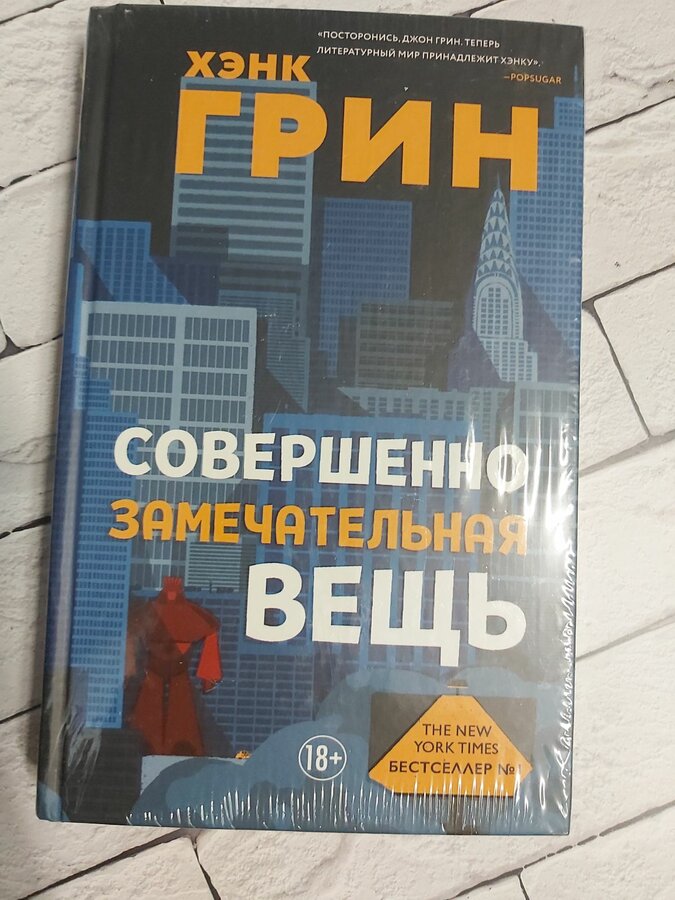 «ПОСТОРОНИСЬ, ДЖОН ГРИН. ТЕПЕРЬ
ЛИТЕРАТУРНЫЙ МИР ПРИНАДЛЕЖИТ ХЭНКУ».
—POPSUGAR
ХЭНК
ГРИН
СОВЕРШЕННО
ЗАМЕЧАТЕЛЬНАЯ
ВЕЩЬ
18+
THE NEW
YORK TIMES
БЕСТСЕЛЛЕР №1